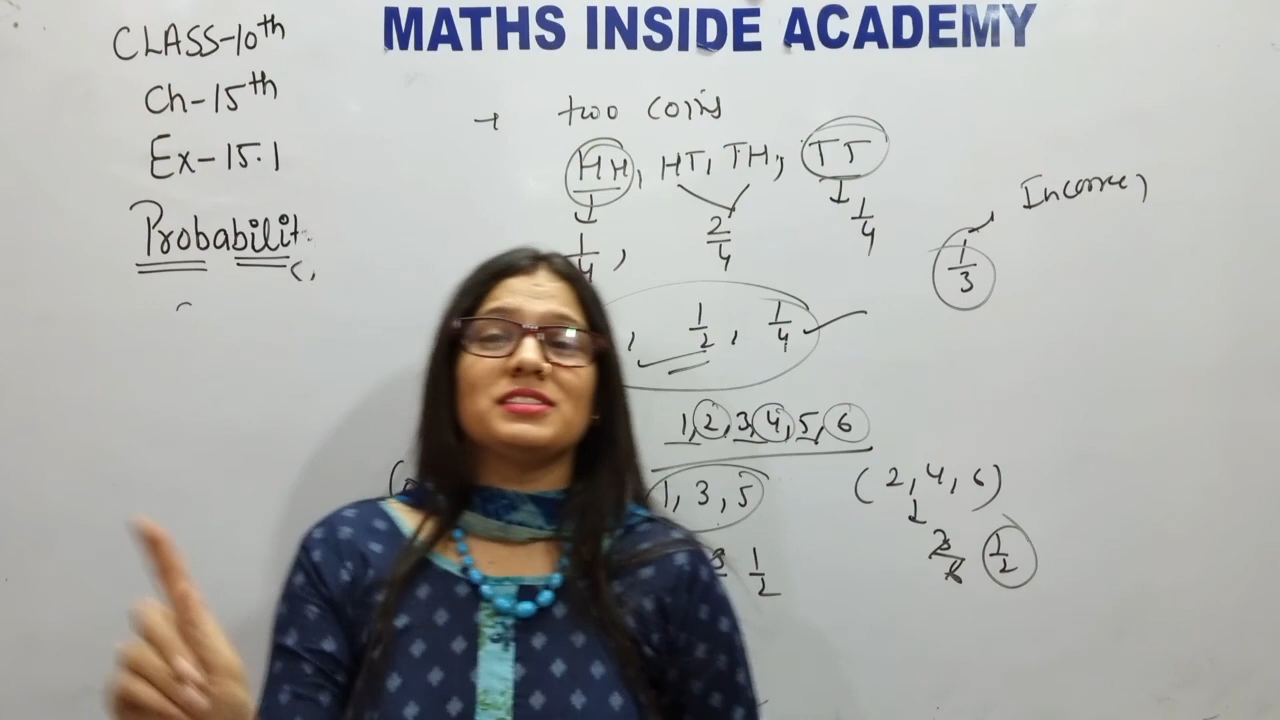 MATHS INSIDE ACADEMY
CLASS-10th
Ch-15th
Ex-15.1
Probabilit
→ two coins
HH, HT, TH, TT
1/4, 2/4 1/4
1/3
, 1/2, 1/4
1, 2, 3, 4, 5, 6
1, 3, 5
(2, 4, 6)
1/2
3/6 1/2